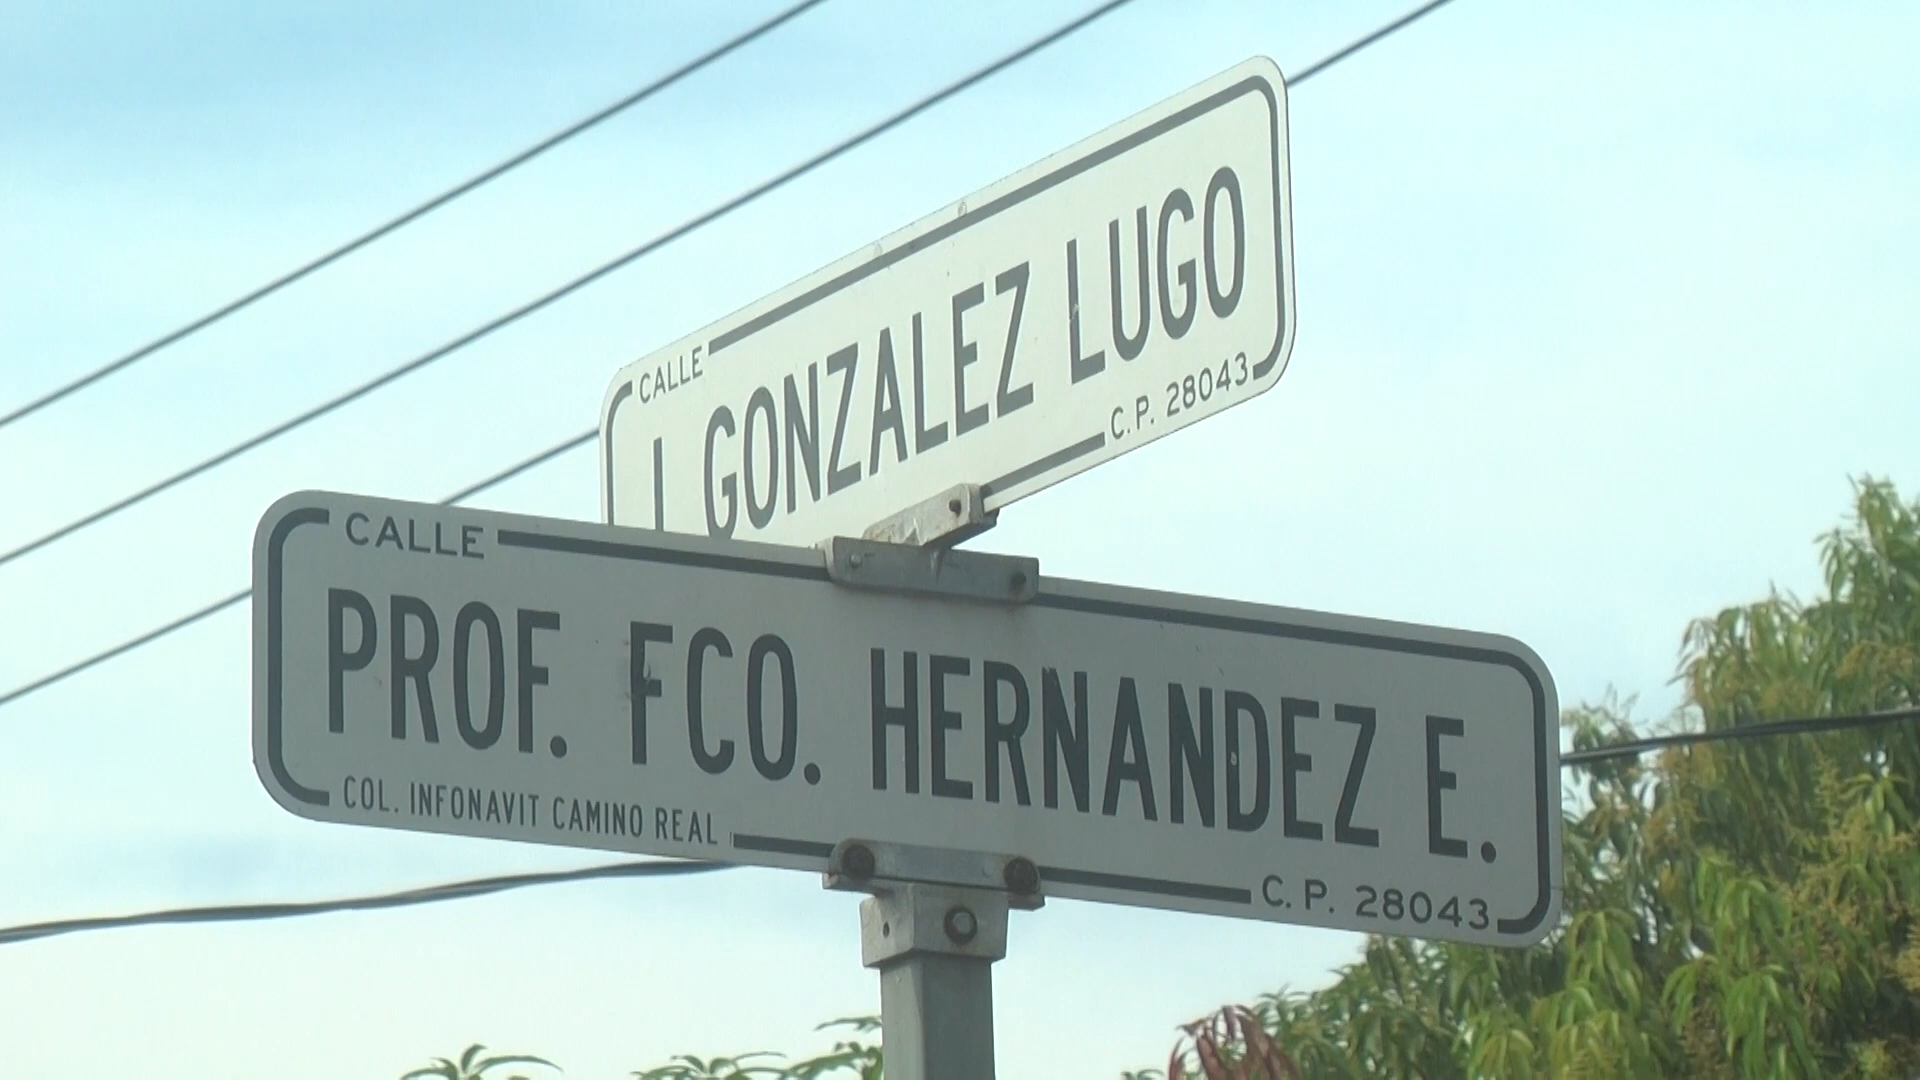 CALLE
GONZALEZ LUGO
C.P. 28043
CALLE
PROF. FCO. HERNANDEZ E.
COL. INFONAVIT CAMINO REAL
C.P. 28043